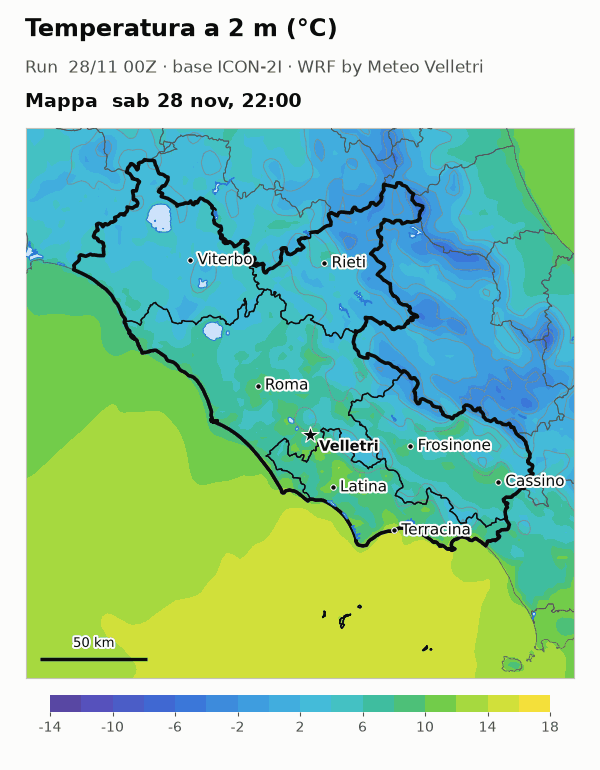 Temperatura a 2 m (°C)
Run  28/11 00Z · base ICON-2I · WRF by Meteo Velletri
Mappa  sab 28 nov, 22:00
Viterbo
Rieti
Roma
Velletri
Frosinone
Latina
Cassino
Terracina
50 km
-14 -10 -6 -2 2 6 10 14 18